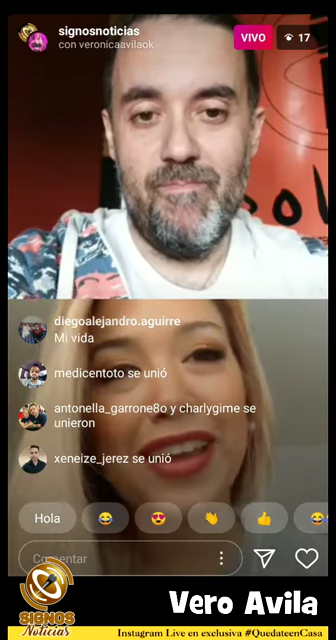 signosnoticias
con veronicaavilaok
VIVO
17
diegoalejandro.aguirre
Mi vida
medicentoto se unió
antonella_garrone8o y charlygime se
unieron
xeneize_jerez se unió
Hola
Comentar
SIGNOS
Noticias
Vero Avila
Instagram Live en exclusiva #QuedateenCasa